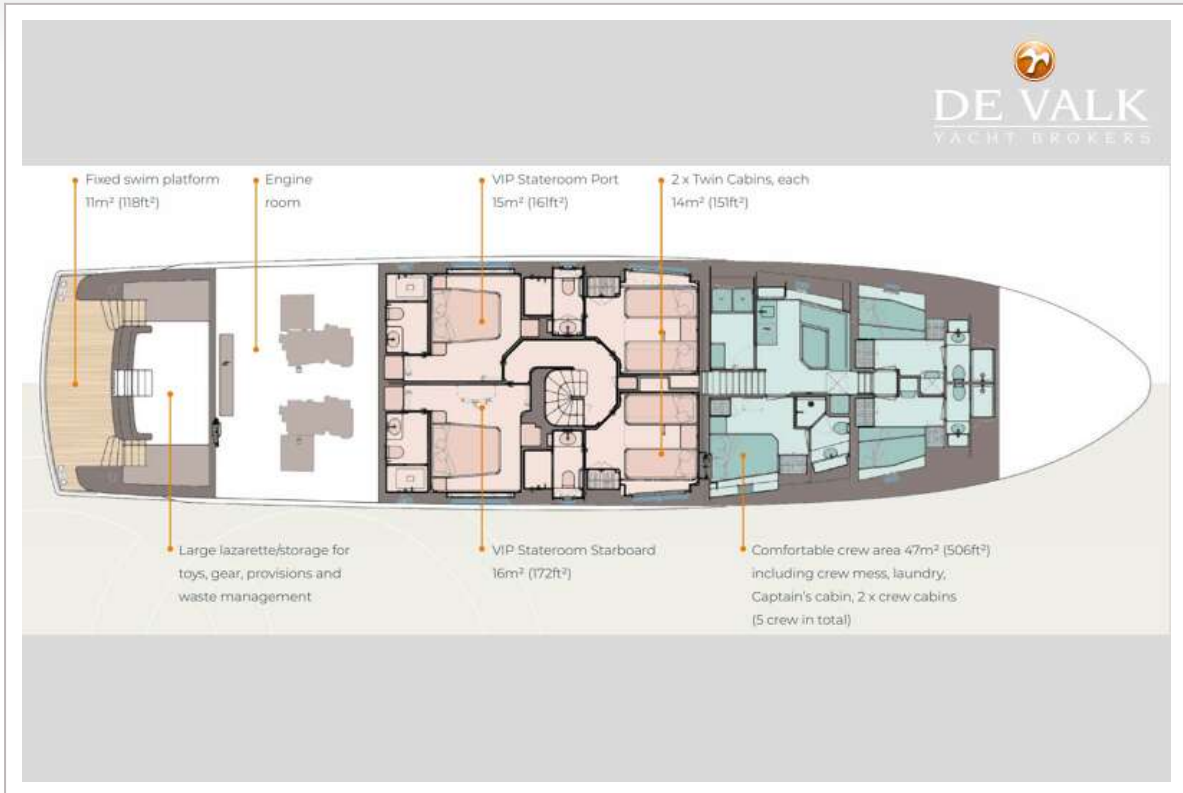 DE VALK
YACHT BROKERS
Fixed swim platform
11m² (118ft²)
Engine
room
VIP Stateroom Port
15m² (161ft²)
2 x Twin Cabins, each
14m² (151ft²)
Large lazarette/storage for
toys, gear, provisions and
waste management
VIP Stateroom Starboard
16m² (172ft²)
Comfortable crew area 47m² (506ft²)
including crew mess, laundry,
Captain's cabin, 2 x crew cabins
(5 crew in total)